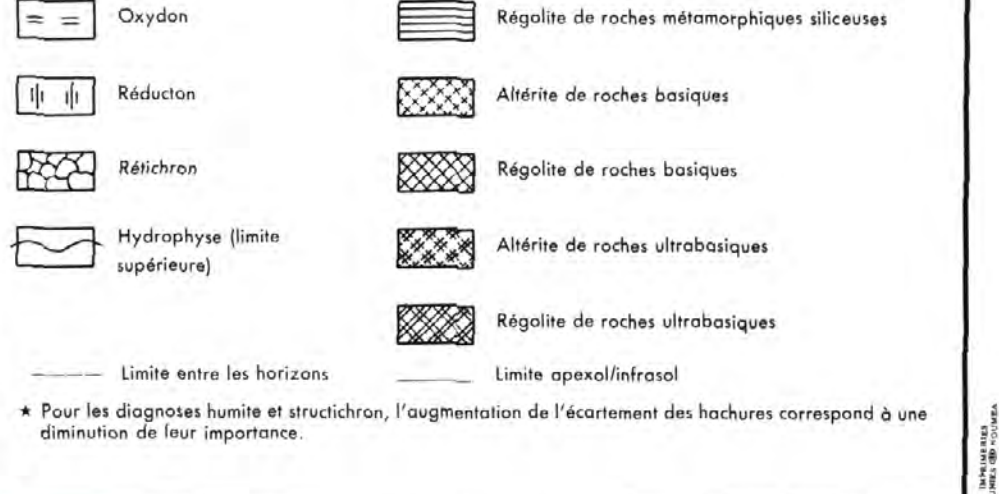 Oxydon
Réducton
Rétichron
Hydrophyse (limite
supérieure)
Régolite de roches métamorphiques siliceuses
Altérite de roches basiques
Régolite de roches basiques
Altérite de roches ultrabasiques
Régolite de roches ultrabasiques
Limite entre les horizons
Limite apexol/infrasol
★ Pour les diagnoses humite et structichron, l'augmentation de l'écartement des hachures correspond à une
diminution de leur importance.
IMPRIMERIES
NOUMEA